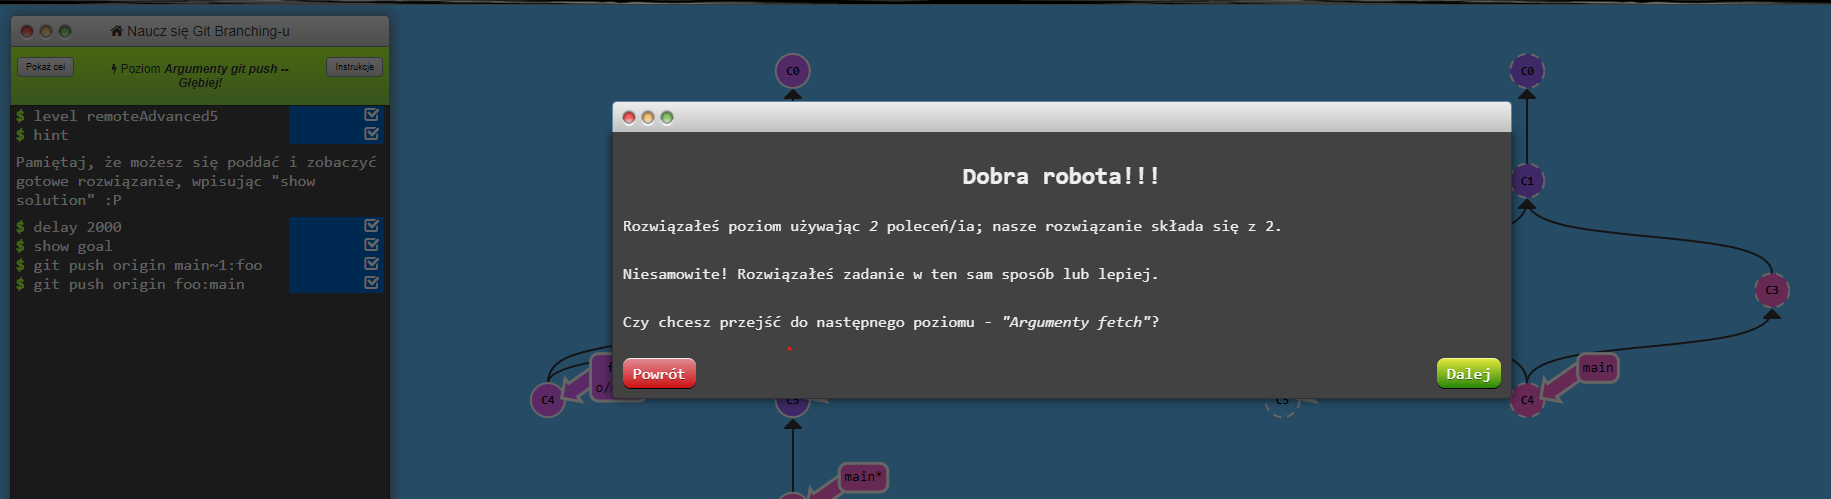 Naucz się Git Branching-u
Pokaż cel
Poziom Argumenty git push --
Głębiej!
Instrukcje
$ level remoteAdvanced5
$ hint
Pamiętaj, że możesz się poddać i zobaczyć
gotowe rozwiązanie, wpisując "show
solution" :P
$ delay 2000
$ show goal
$ git push origin main~1:foo
$ git push origin foo:main
C0
Dobra robota!!!
Rozwiązałeś poziom używając 2 poleceń/ia; nasze rozwiązanie składa się z 2.
Niesamowite! Rozwiązałeś zadanie w ten sam sposób lub lepiej.
Czy chcesz przejść do następnego poziomu - "Argumenty fetch"?
Powrót
Dalej
C4
main*
C0
C1
C3
main
C4